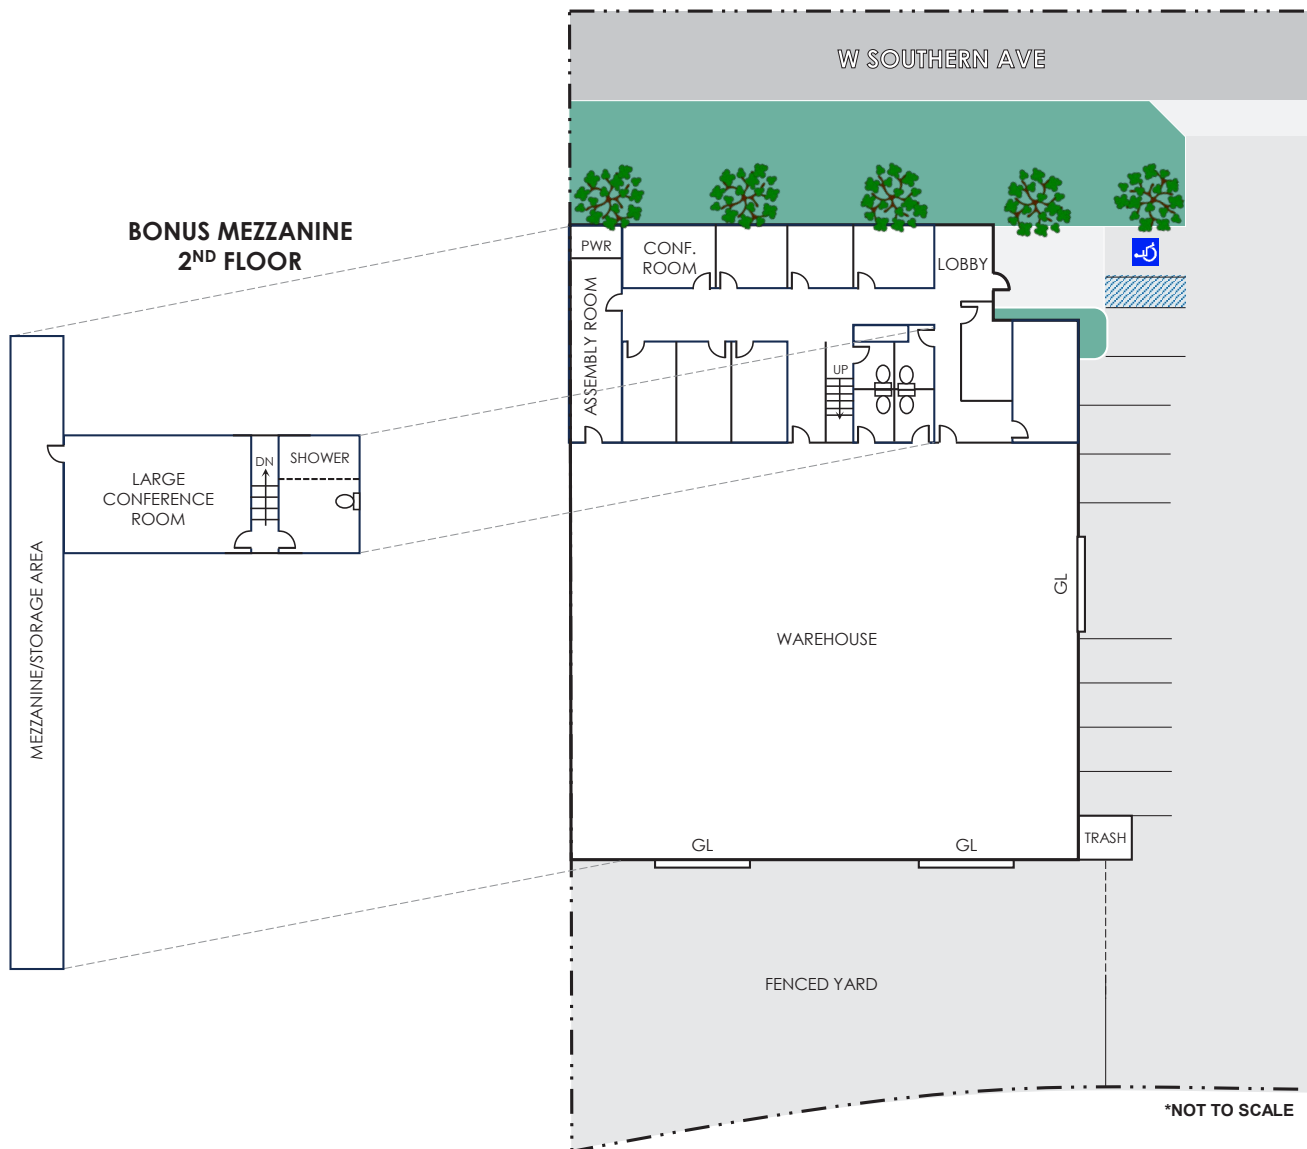 W SOUTHERN AVE
BONUS MEZZANINE
2ND FLOOR
PWR
CONF.
ROOM
LOBBY
ASSEMBLY ROOM
UP
DN
SHOWER
LARGE
CONFERENCE
ROOM
MEZZANINE/STORAGE AREA
GL
WAREHOUSE
GL
GL
TRASH
FENCED YARD
*NOT TO SCALE